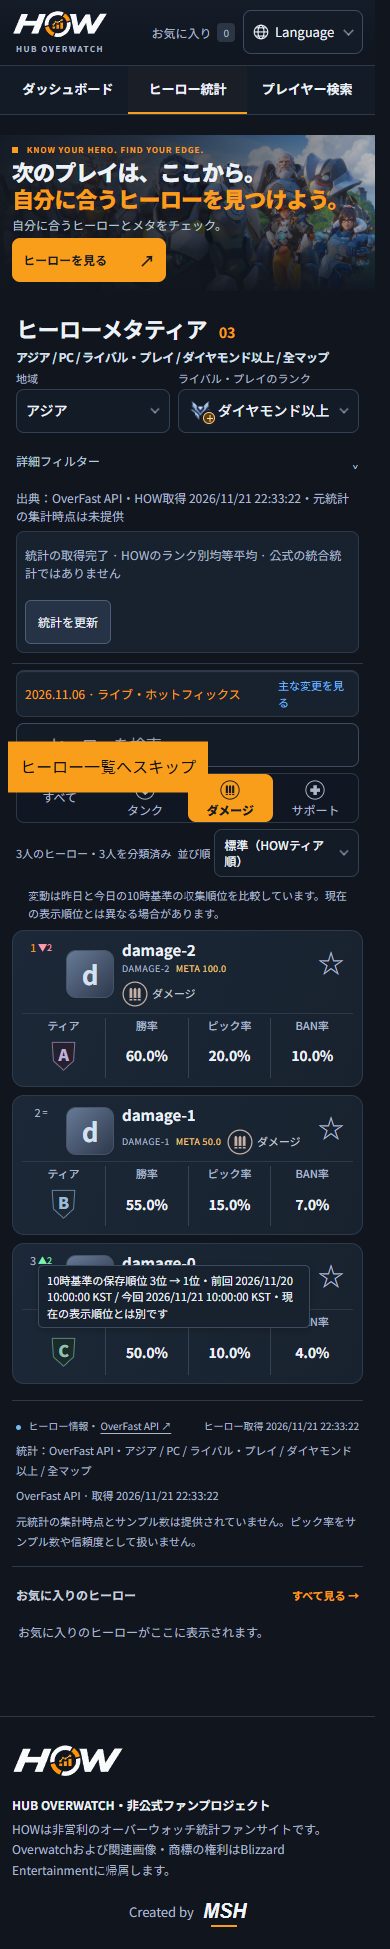 HOW
HUB OVERWATCH
お気に入り 0
Language
ダッシュボード ヒーロー統計 プレイヤー検索
KNOW YOUR HERO. FIND YOUR EDGE.
次のプレイは、ここから。
自分に合うヒーローを見つけよう。
自分に合うヒーローとメタをチェック。
ヒーローを見る ↗
ヒーローメタティア 03
アジア / PC / ライバル・プレイ / ダイヤモンド以上 / 全マップ
地域 ライバル・プレイのランク
アジア ダイヤモンド以上
詳細フィルター
出典：OverFast API・HOW取得 2026/11/21 22:33:22・元統計
の集計時点は未提供
統計の取得完了 · HOWのランク別均等平均 · 公式の統合統
計ではありません
統計を更新
2026.11.06 · ライブ・ホットフィックス
主な変更を見
る
ヒーロー一覧へスキップ
すべて タンク ダメージ サポート
3人のヒーロー・3人を分類済み 並び順
標準（HOWティア
順）
変動は昨日と今日の10時基準の収集順位を比較しています。現在
の表示順位とは異なる場合があります。
1 ▼2
d
damage-2
DAMAGE-2 META 100.0
ダメージ
☆
ティア 勝率 ピック率 BAN率
A 60.0% 20.0% 10.0%
2 =
d
damage-1
DAMAGE-1 META 50.0 ダメージ
☆
ティア 勝率 ピック率 BAN率
B 55.0% 15.0% 7.0%
3 ▲2
damage-0
☆
10時基準の保存順位 3位 → 1位・前回 2026/11/20
10:00:00 KST / 今回 2026/11/21 10:00:00 KST・現
在の表示順位とは別です
C 50.0% 10.0% 4.0%
ヒーロー情報・ OverFast API ↗ ヒーロー取得 2026/11/21 22:33:22
統計：OverFast API・アジア / PC / ライバル・プレイ / ダイヤモンド
以上 / 全マップ
OverFast API · 取得 2026/11/21 22:33:22
元統計の集計時点とサンプル数は提供されていません。ピック率をサ
ンプル数や信頼度として扱いません。
お気に入りのヒーロー すべて見る →
お気に入りのヒーローがここに表示されます。
HOW
HUB OVERWATCH・非公式ファンプロジェクト
HOWは非営利のオーバーウォッチ統計ファンサイトです。
Overwatchおよび関連画像・商標の権利はBlizzard
Entertainmentに帰属します。
Created by MSH